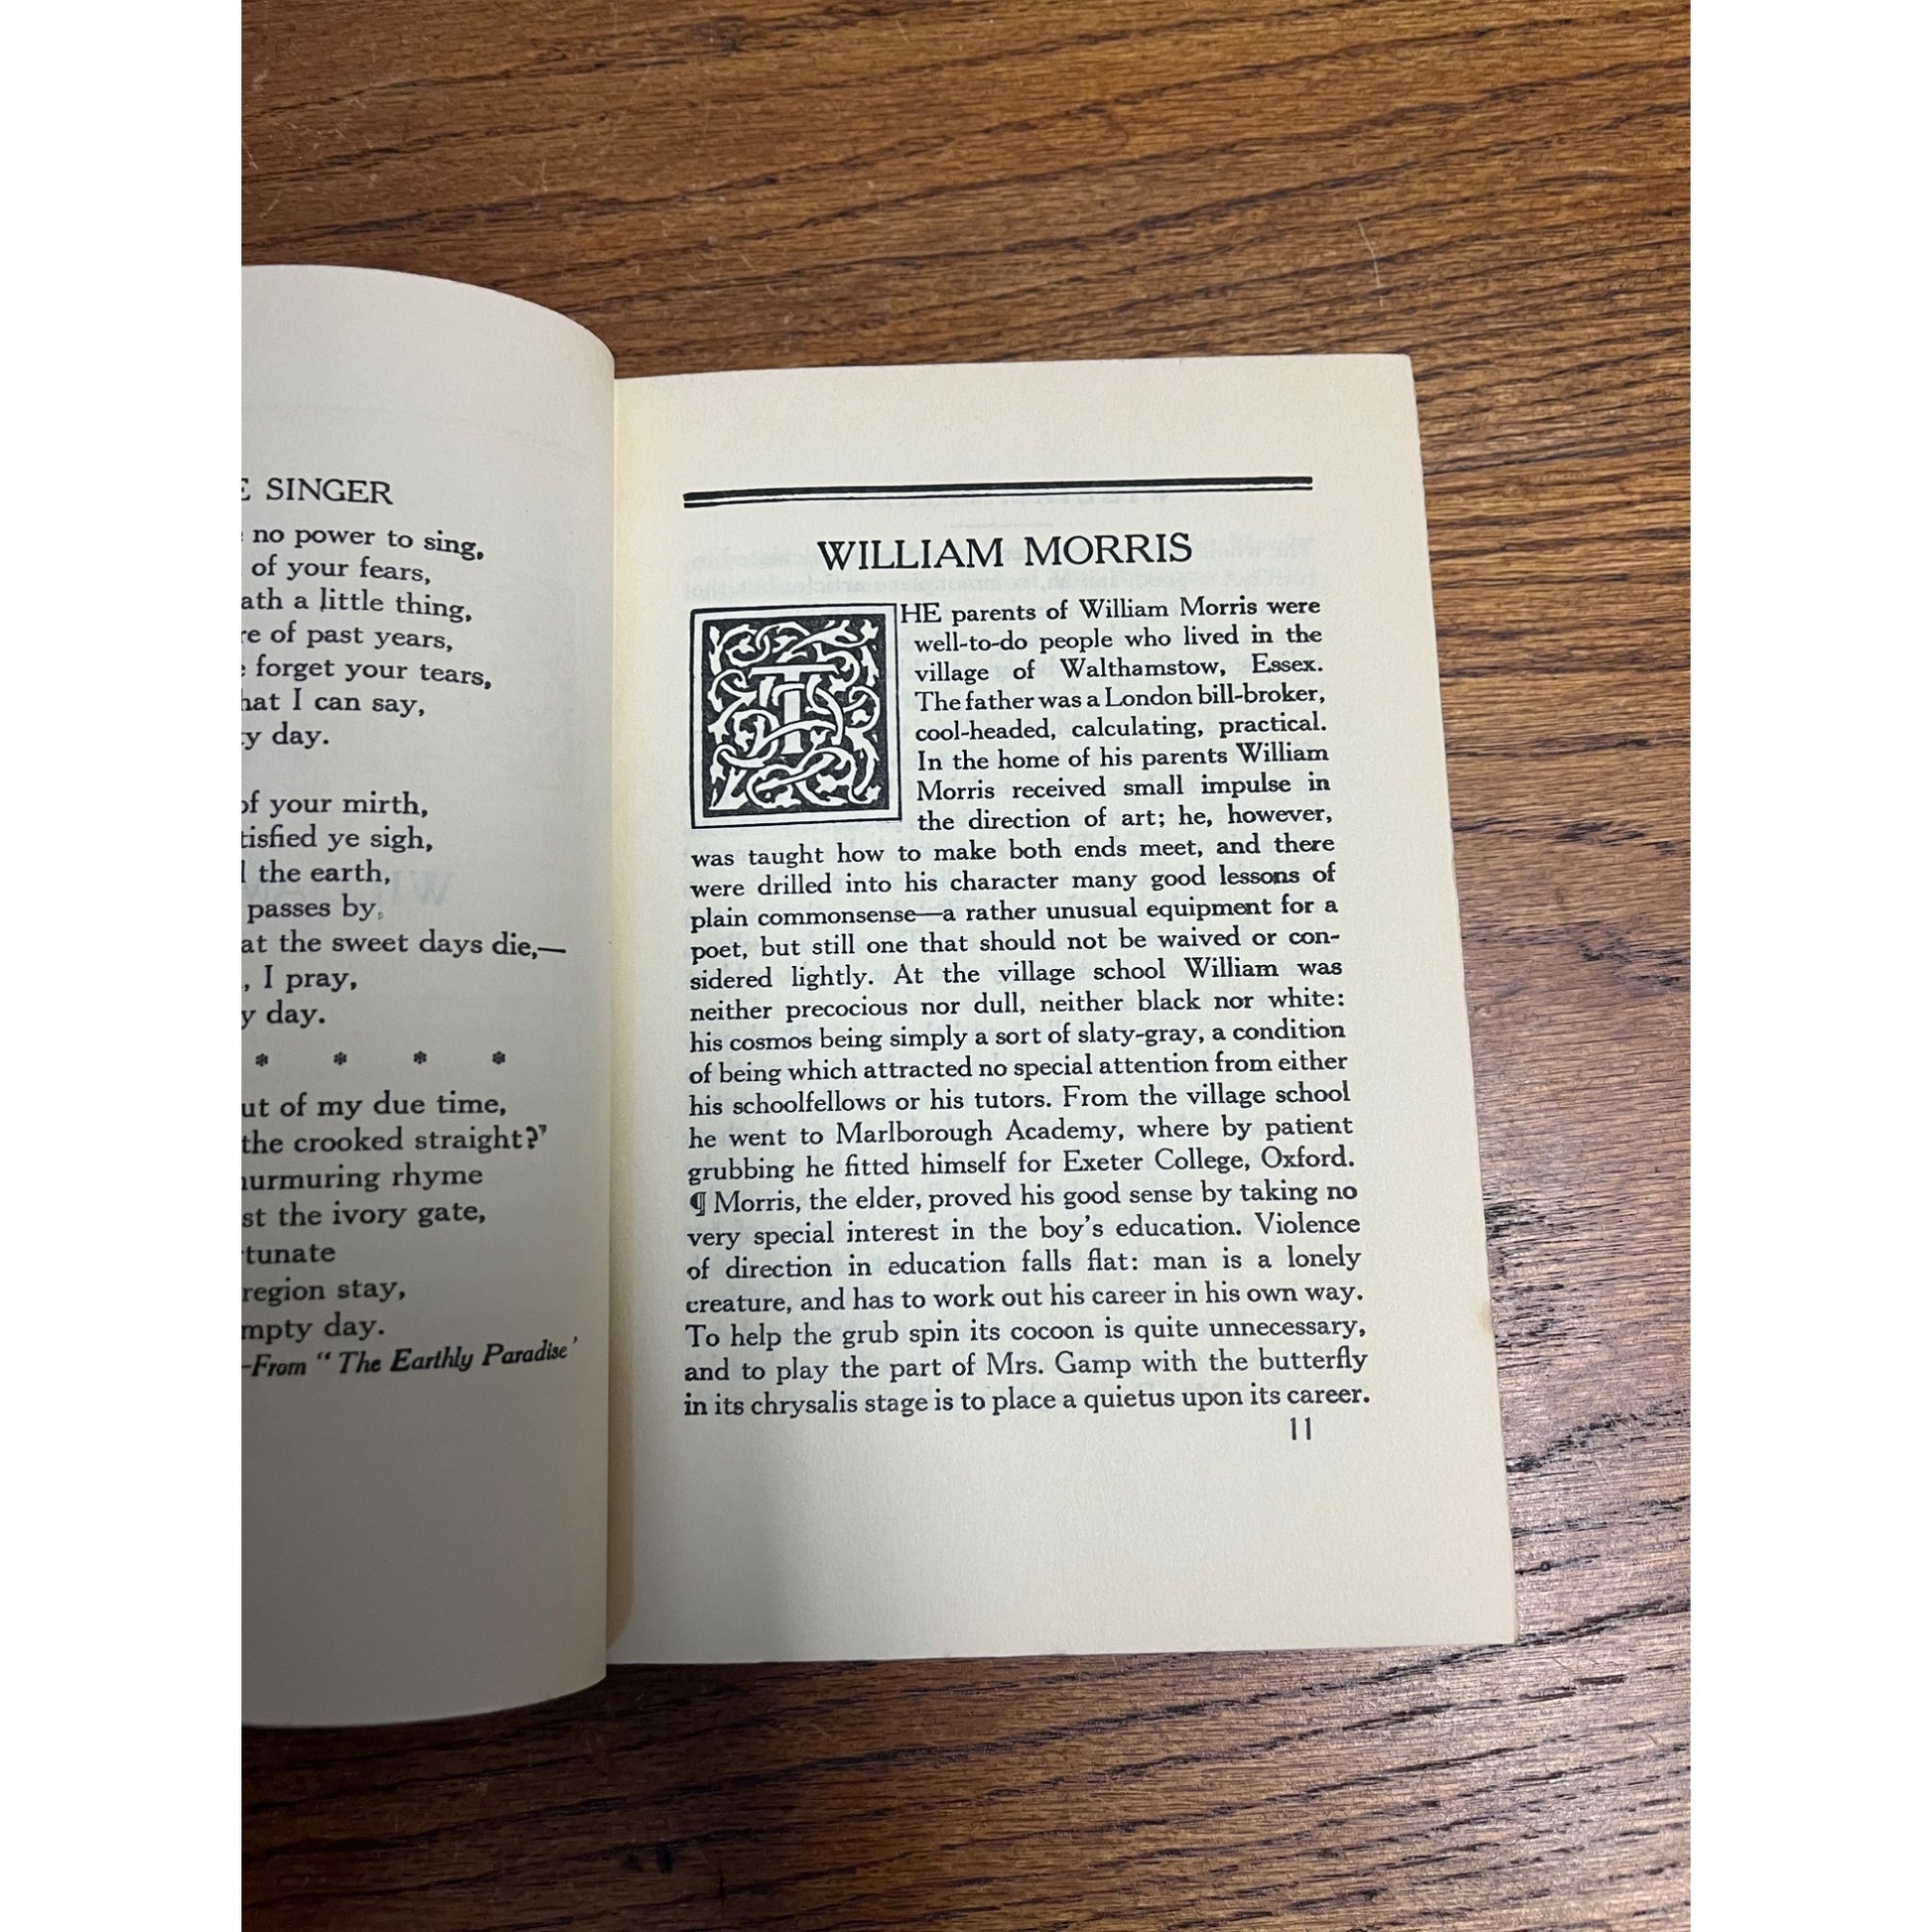 SINGER
no power to sing,
of your fears,
a little thing,
of past years,
forget your tears,
I can say,
day.
of your mirth,
ye sigh,
the earth,
passes by,
the sweet days die,—
I pray,
day.
* * * *
of my due time,
the crooked straight?"
rhyme
the ivory gate,
region stay,
day.
—From "The Earthly Paradise"
WILLIAM MORRIS
THE parents of William Morris were
well-to-do people who lived in the
village of Walthamstow, Essex.
The father was a London bill-broker,
cool-headed, calculating, practical.
In the home of his parents William
Morris received small impulse in
the direction of art; he, however,
was taught how to make both ends meet, and there
were drilled into his character many good lessons of
plain commonsense—a rather unusual equipment for a
poet, but still one that should not be waived or con-
sidered lightly. At the village school William was
neither precocious nor dull, neither black nor white:
his cosmos being simply a sort of slaty-gray, a condition
of being which attracted no special attention from either
his schoolfellows or his tutors. From the village school
he went to Marlborough Academy, where by patient
grubbing he fitted himself for Exeter College, Oxford.
¶ Morris, the elder, proved his good sense by taking no
very special interest in the boy's education. Violence
of direction in education falls flat: man is a lonely
creature, and has to work out his career in his own way.
To help the grub spin its cocoon is quite unnecessary,
and to play the part of Mrs. Gamp with the butterfly
in its chrysalis stage is to place a quietus upon its career.
11